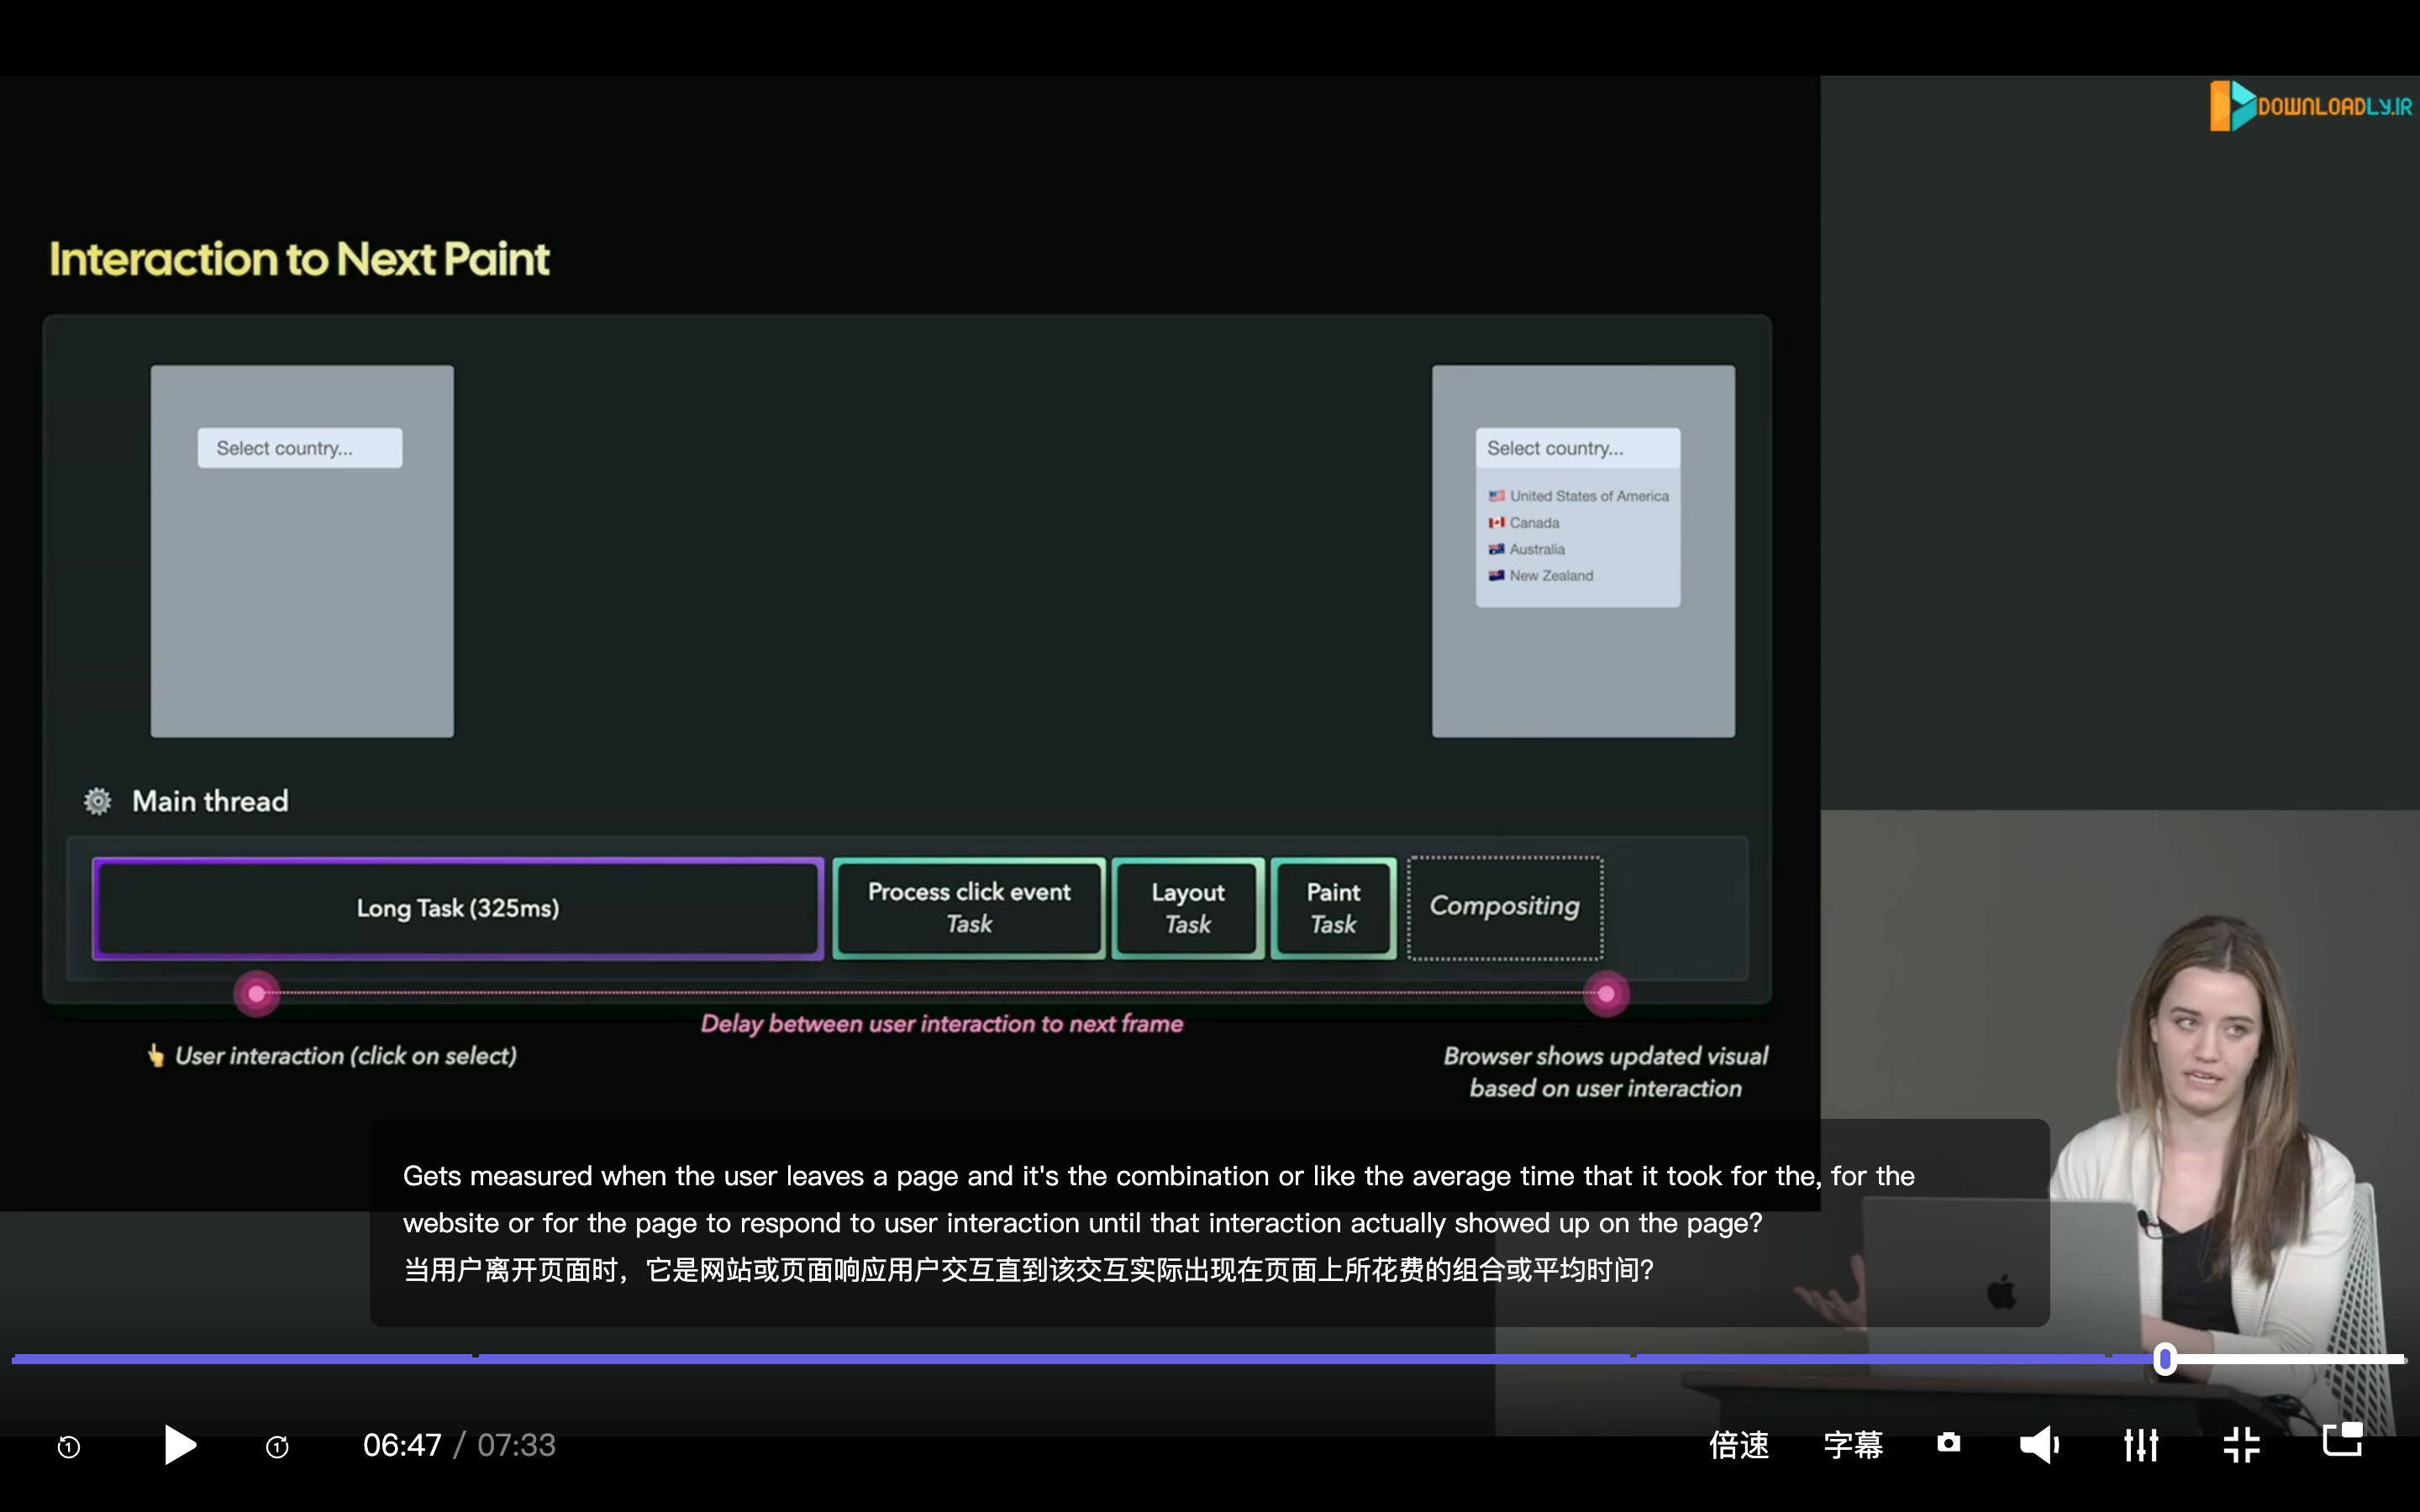 DOWNLOADLY.IR
Interaction to Next Paint
Select country...
Select country...
United States of America
Canada
Australia
New Zealand
Main thread
Long Task (325ms)
Process click event
Task
Layout
Task
Paint
Task
Compositing
Delay between user interaction to next frame
User interaction (click on select)
Browser shows updated visual
based on user interaction
Gets measured when the user leaves a page and it's the combination or like the average time that it took for the, for the
website or for the page to respond to user interaction until that interaction actually showed up on the page?
当用户离开页面时，它是网站或页面响应用户交互直到该交互实际出现在页面上所花费的组合或平均时间?
1
1
06:47 / 07:33
倍速
字幕